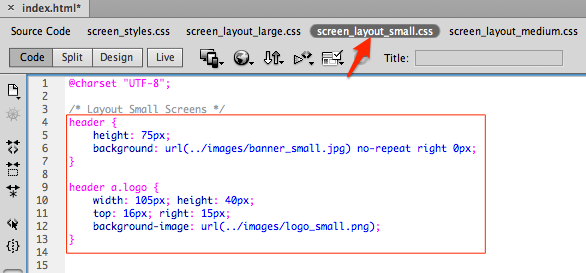 × index.html*
Source Code screen_styles.css screen_layout_large.css screen_layout_small.css screen_layout_medium.css
Code Split Design Live Title:
1 @charset "UTF-8";
2
3 /* Layout Small Screens */
4 header {
5 height: 75px;
6 background: url(../images/banner_small.jpg) no-repeat right 0px;
7 }
8
9 header a.logo {
10 width: 105px; height: 40px;
11 top: 16px; right: 15px;
12 background-image: url(../images/logo_small.png);
13 }
14